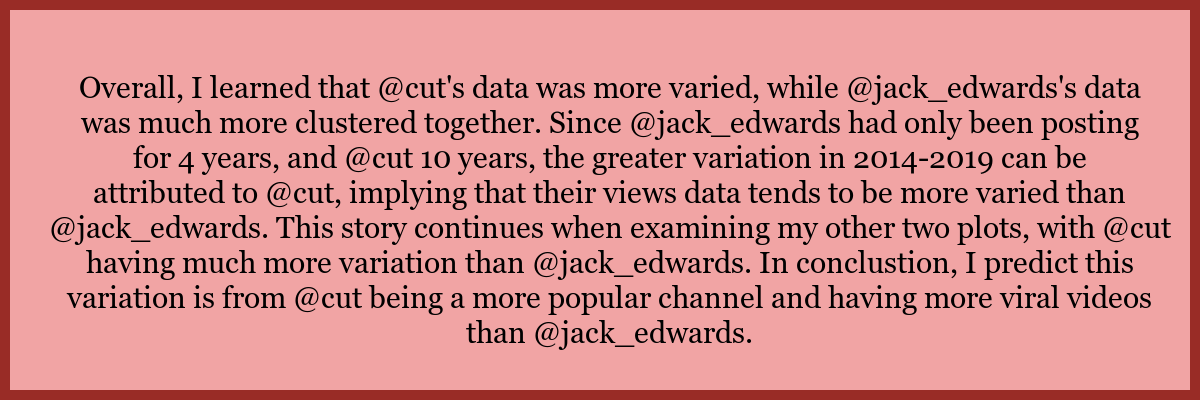 Overall, I learned that @cut's data was more varied, while @jack_edwards's data
was much more clustered together. Since @jack_edwards had only been posting
for 4 years, and @cut 10 years, the greater variation in 2014-2019 can be
attributed to @cut, implying that their views data tends to be more varied than
@jack_edwards. This story continues when examining my other two plots, with @cut
having much more variation than @jack_edwards. In conclustion, I predict this
variation is from @cut being a more popular channel and having more viral videos
than @jack_edwards.